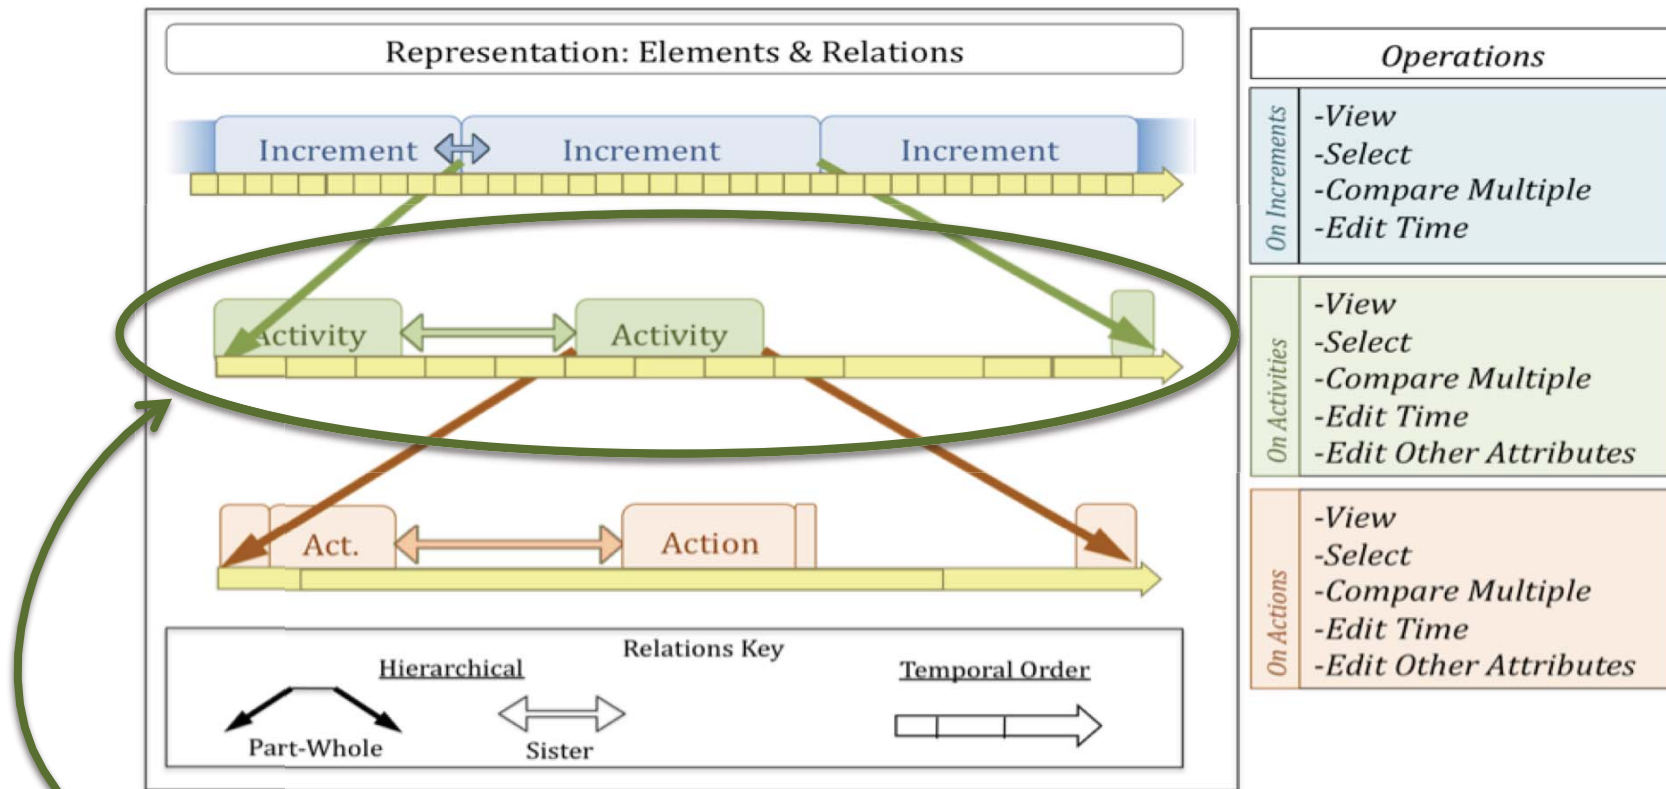 Representation: Elements & Relations
Increment
Increment
Increment
Activity
Activity
Act.
Action
Relations Key
Hierarchical
Temporal Order
Part-Whole
Sister
Operations
On Increments
-View
-Select
-Compare Multiple
-Edit Time
On Activities
-View
-Select
-Compare Multiple
-Edit Time
-Edit Other Attributes
On Actions
-View
-Select
-Compare Multiple
-Edit Time
-Edit Other Attributes